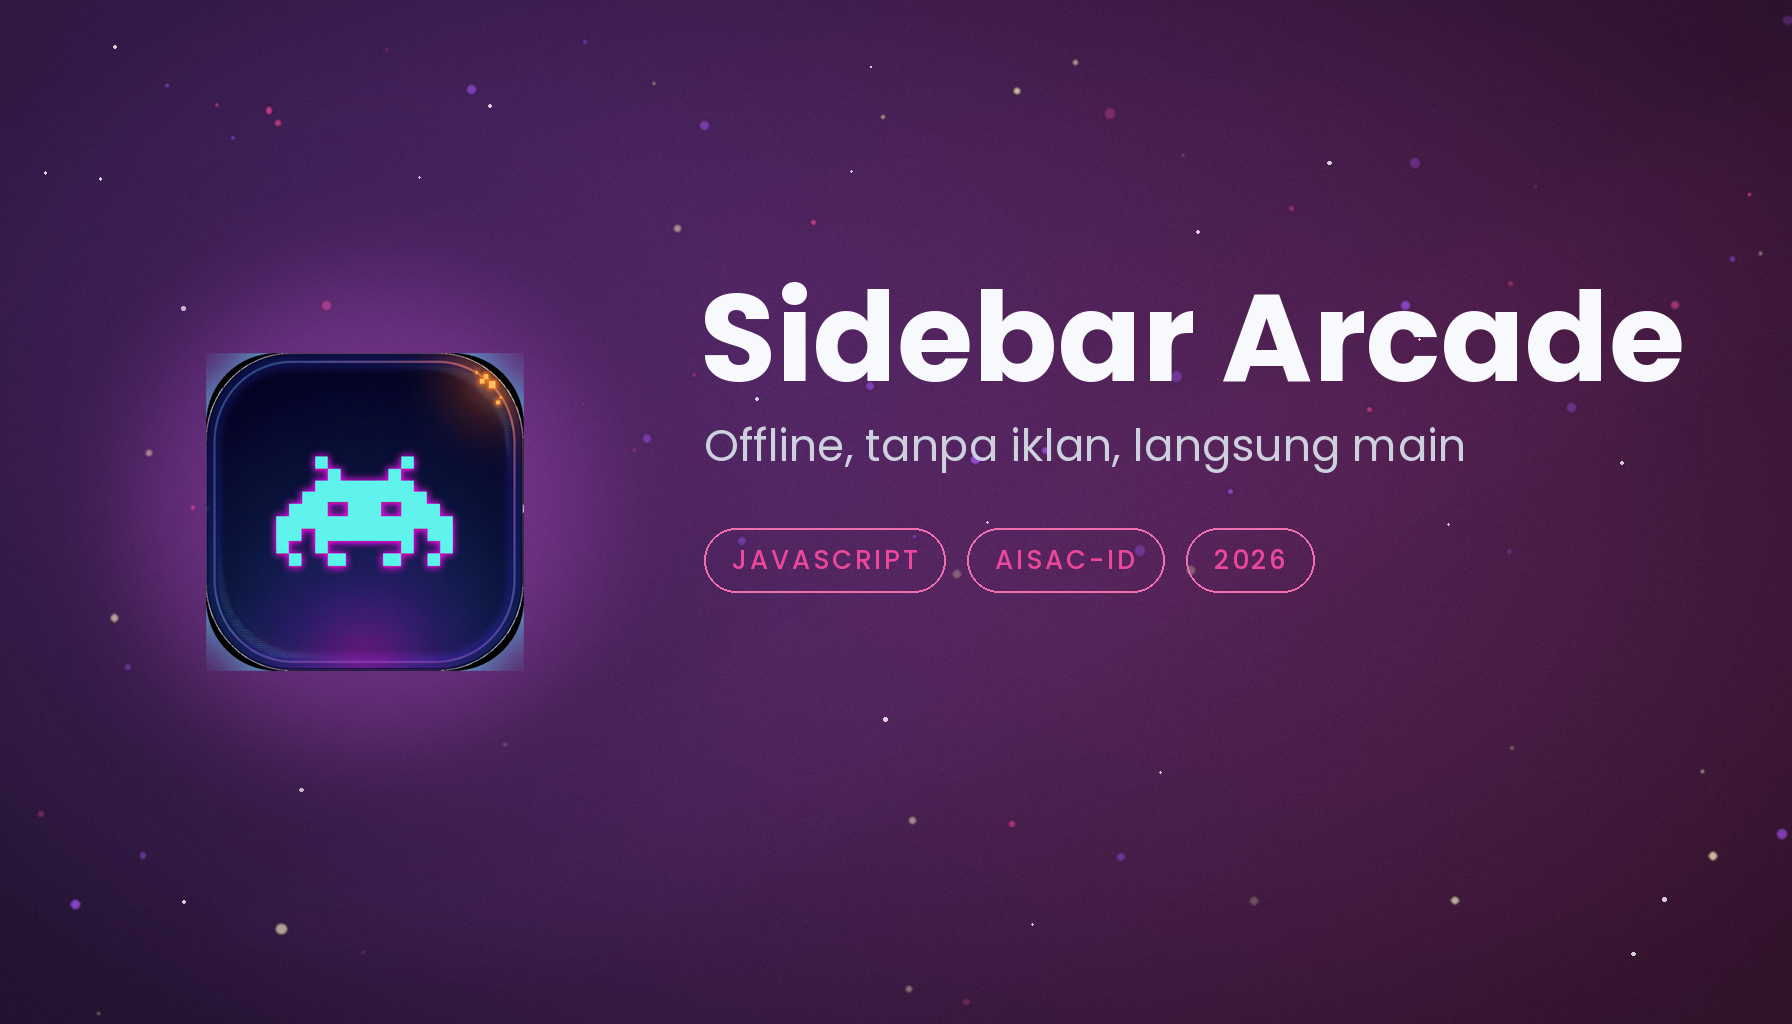 Sidebar Arcade
Offline, tanpa iklan, langsung main
JAVASCRIPT AISAC-ID 2026